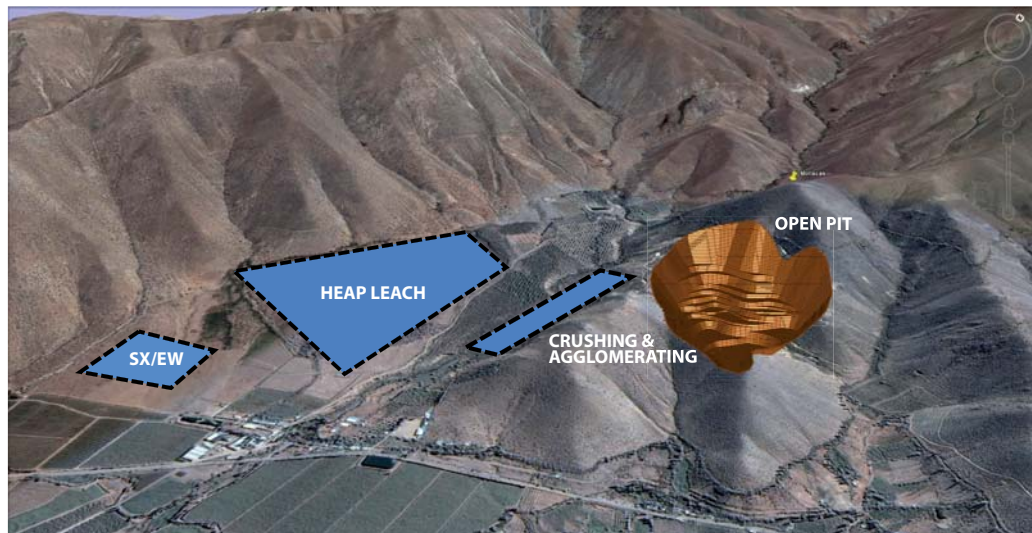 OPEN PIT
HEAP LEACH
CRUSHING &
AGGLOMERATING
SX/EW